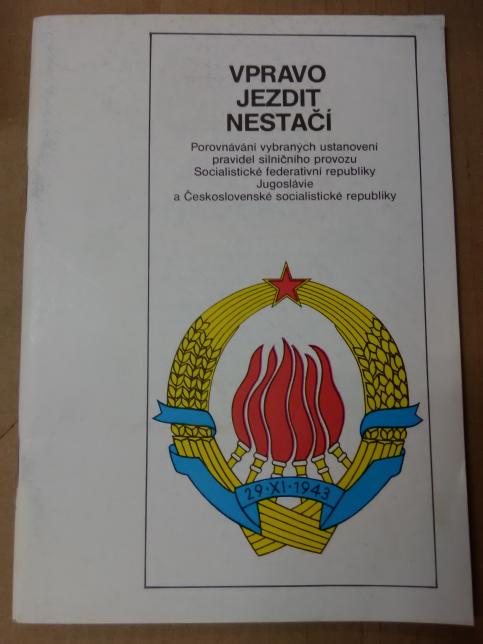 VPRAVO
JEZDIT
NESTAČÍ
Porovnávání vybraných ustanovení
pravidel silničního provozu
Socialistické federativní republiky
Jugoslávie
a Československé socialistické republiky
29·XI·1943